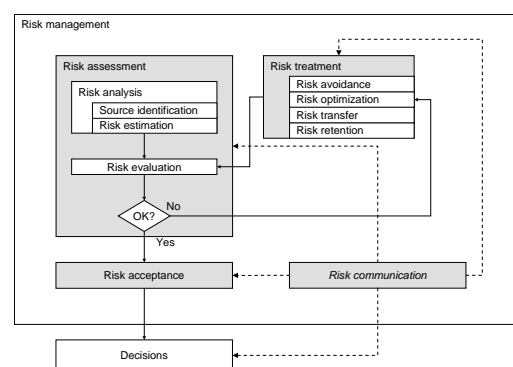 Risk management
Risk assessment
Risk analysis
Source identification
Risk estimation
Risk evaluation
OK?
No
Yes
Risk treatment
Risk avoidance
Risk optimization
Risk transfer
Risk retention
Risk acceptance
Risk communication
Decisions